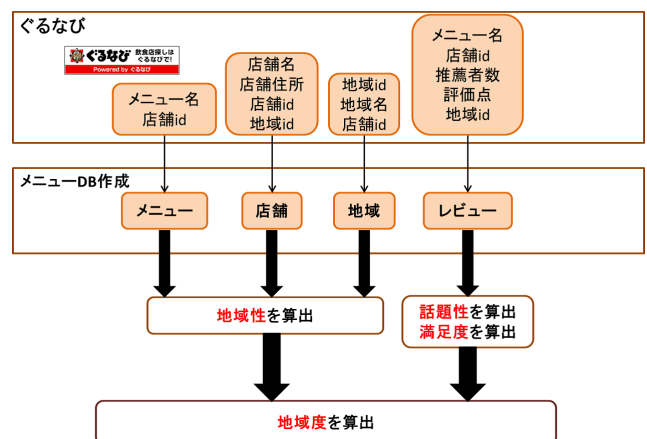 ぐるなび
ぐるなび 飲食店探しは
ぐるなびで!
Powered by ぐるなび
メニュー名
店舗id
店舗名
店舗住所
店舗id
地域id
地域id
地域名
店舗id
メニュー名
店舗id
推薦者数
評価点
地域id
メニューDB作成
メニュー
店舗
地域
レビュー
地域性を算出
話題性を算出
満足度を算出
地域度を算出